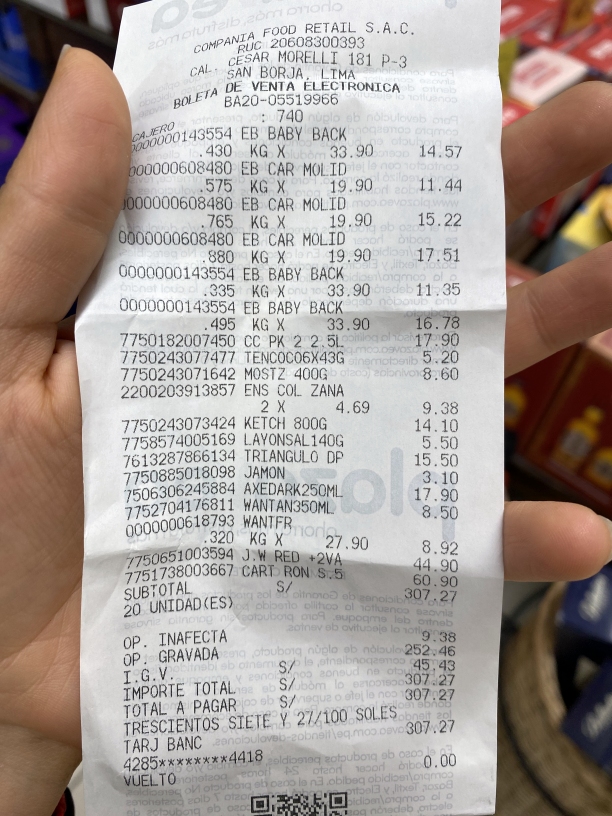 COMPANIA FOOD RETAIL S.A.C.
RUC 20608300393
CAL. CESAR MORELLI 181 P-3
SAN BORJA, LIMA
BOLETA DE VENTA ELECTRONICA
BA20-05519966
CAJERO : 740
0000000143554 EB BABY BACK
.430 KG X 33.90 14.57
0000000608480 EB CAR MOLID
.575 KG X 19.90 11.44
0000000608480 EB CAR MOLID
.765 KG X 19.90 15.22
0000000608480 EB CAR MOLID
.880 KG X 19.90 17.51
0000000143554 EB BABY BACK
.335 KG X 33.90 11.35
0000000143554 EB BABY BACK
.495 KG X 33.90 16.78
7750182007450 CC PK 2 2.5L 17.90
7750243077477 TENCOCO6X43G 5.20
7750243071642 MOSTZ 400G 8.60
2200203913857 ENS COL ZANA
2 X 4.69 9.38
7750243073424 KETCH 800G 14.10
7758574005169 LAYONSAL140G 5.50
7613287866134 TRIANGULO DP 15.50
7750885018098 JAMON 3.10
7506306245884 AXEDARK250ML 17.90
7752704176811 WANTAN350ML 8.50
0000000618793 WANTFR
.320 KG X 27.90 8.92
7750651003594 J.W RED +2VA 44.90
7751738003667 CART RON S.5 60.90
SUBTOTAL S/ 307.27
20 UNIDAD(ES)
OP. INAFECTA 9.38
OP. GRAVADA 252.46
I.G.V. S/ 45.43
IMPORTE TOTAL S/ 307.27
TOTAL A PAGAR S/ 307.27
TRESCIENTOS SIETE Y 27/100 SOLES
TARJ BANC 307.27
4285********4418
VUELTO 0.00